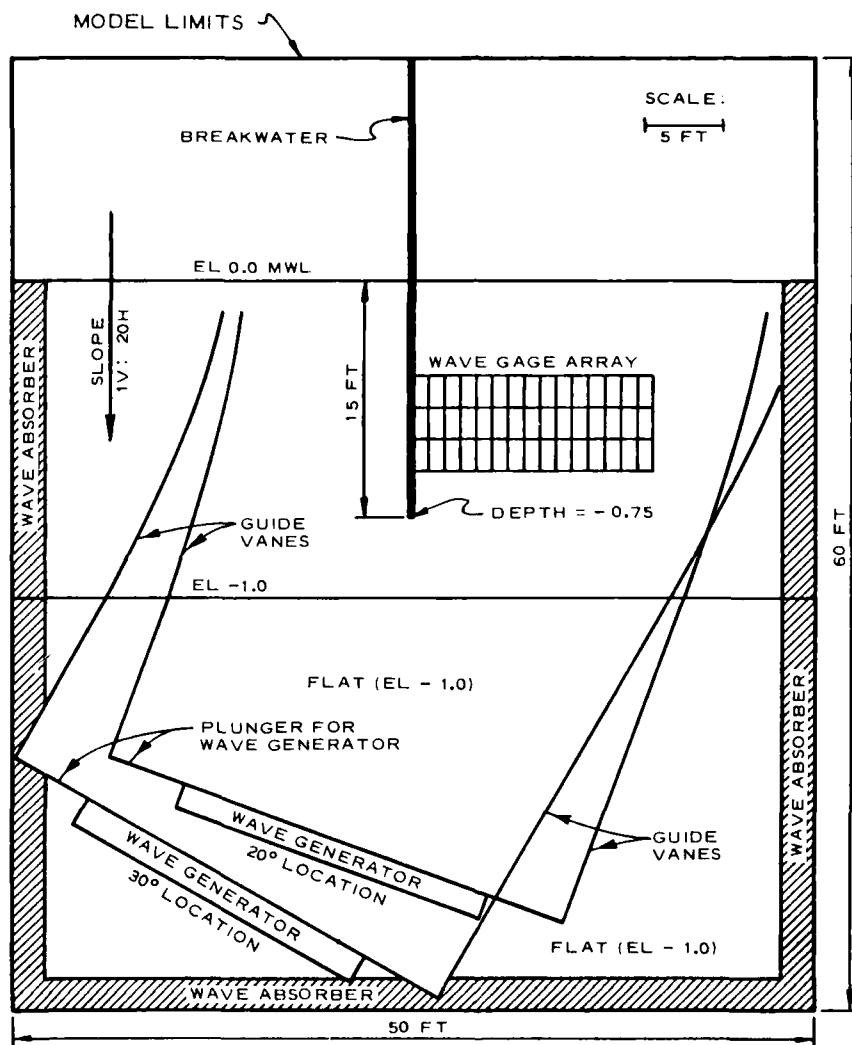 MODEL LIMITS
SCALE:
5 FT
BREAKWATER
EL 0.0 MWL
SLOPE
1V: 20H
WAVE ABSORBER
15 FT
WAVE GAGE ARRAY
DEPTH = -0.75
GUIDE
VANES
60 FT
EL -1.0
FLAT (EL - 1.0)
PLUNGER FOR
WAVE GENERATOR
WAVE ABSORBER
WAVE GENERATOR
20° LOCATION
WAVE GENERATOR
30° LOCATION
GUIDE
VANES
FLAT (EL - 1.0)
WAVE ABSORBER
50 FT